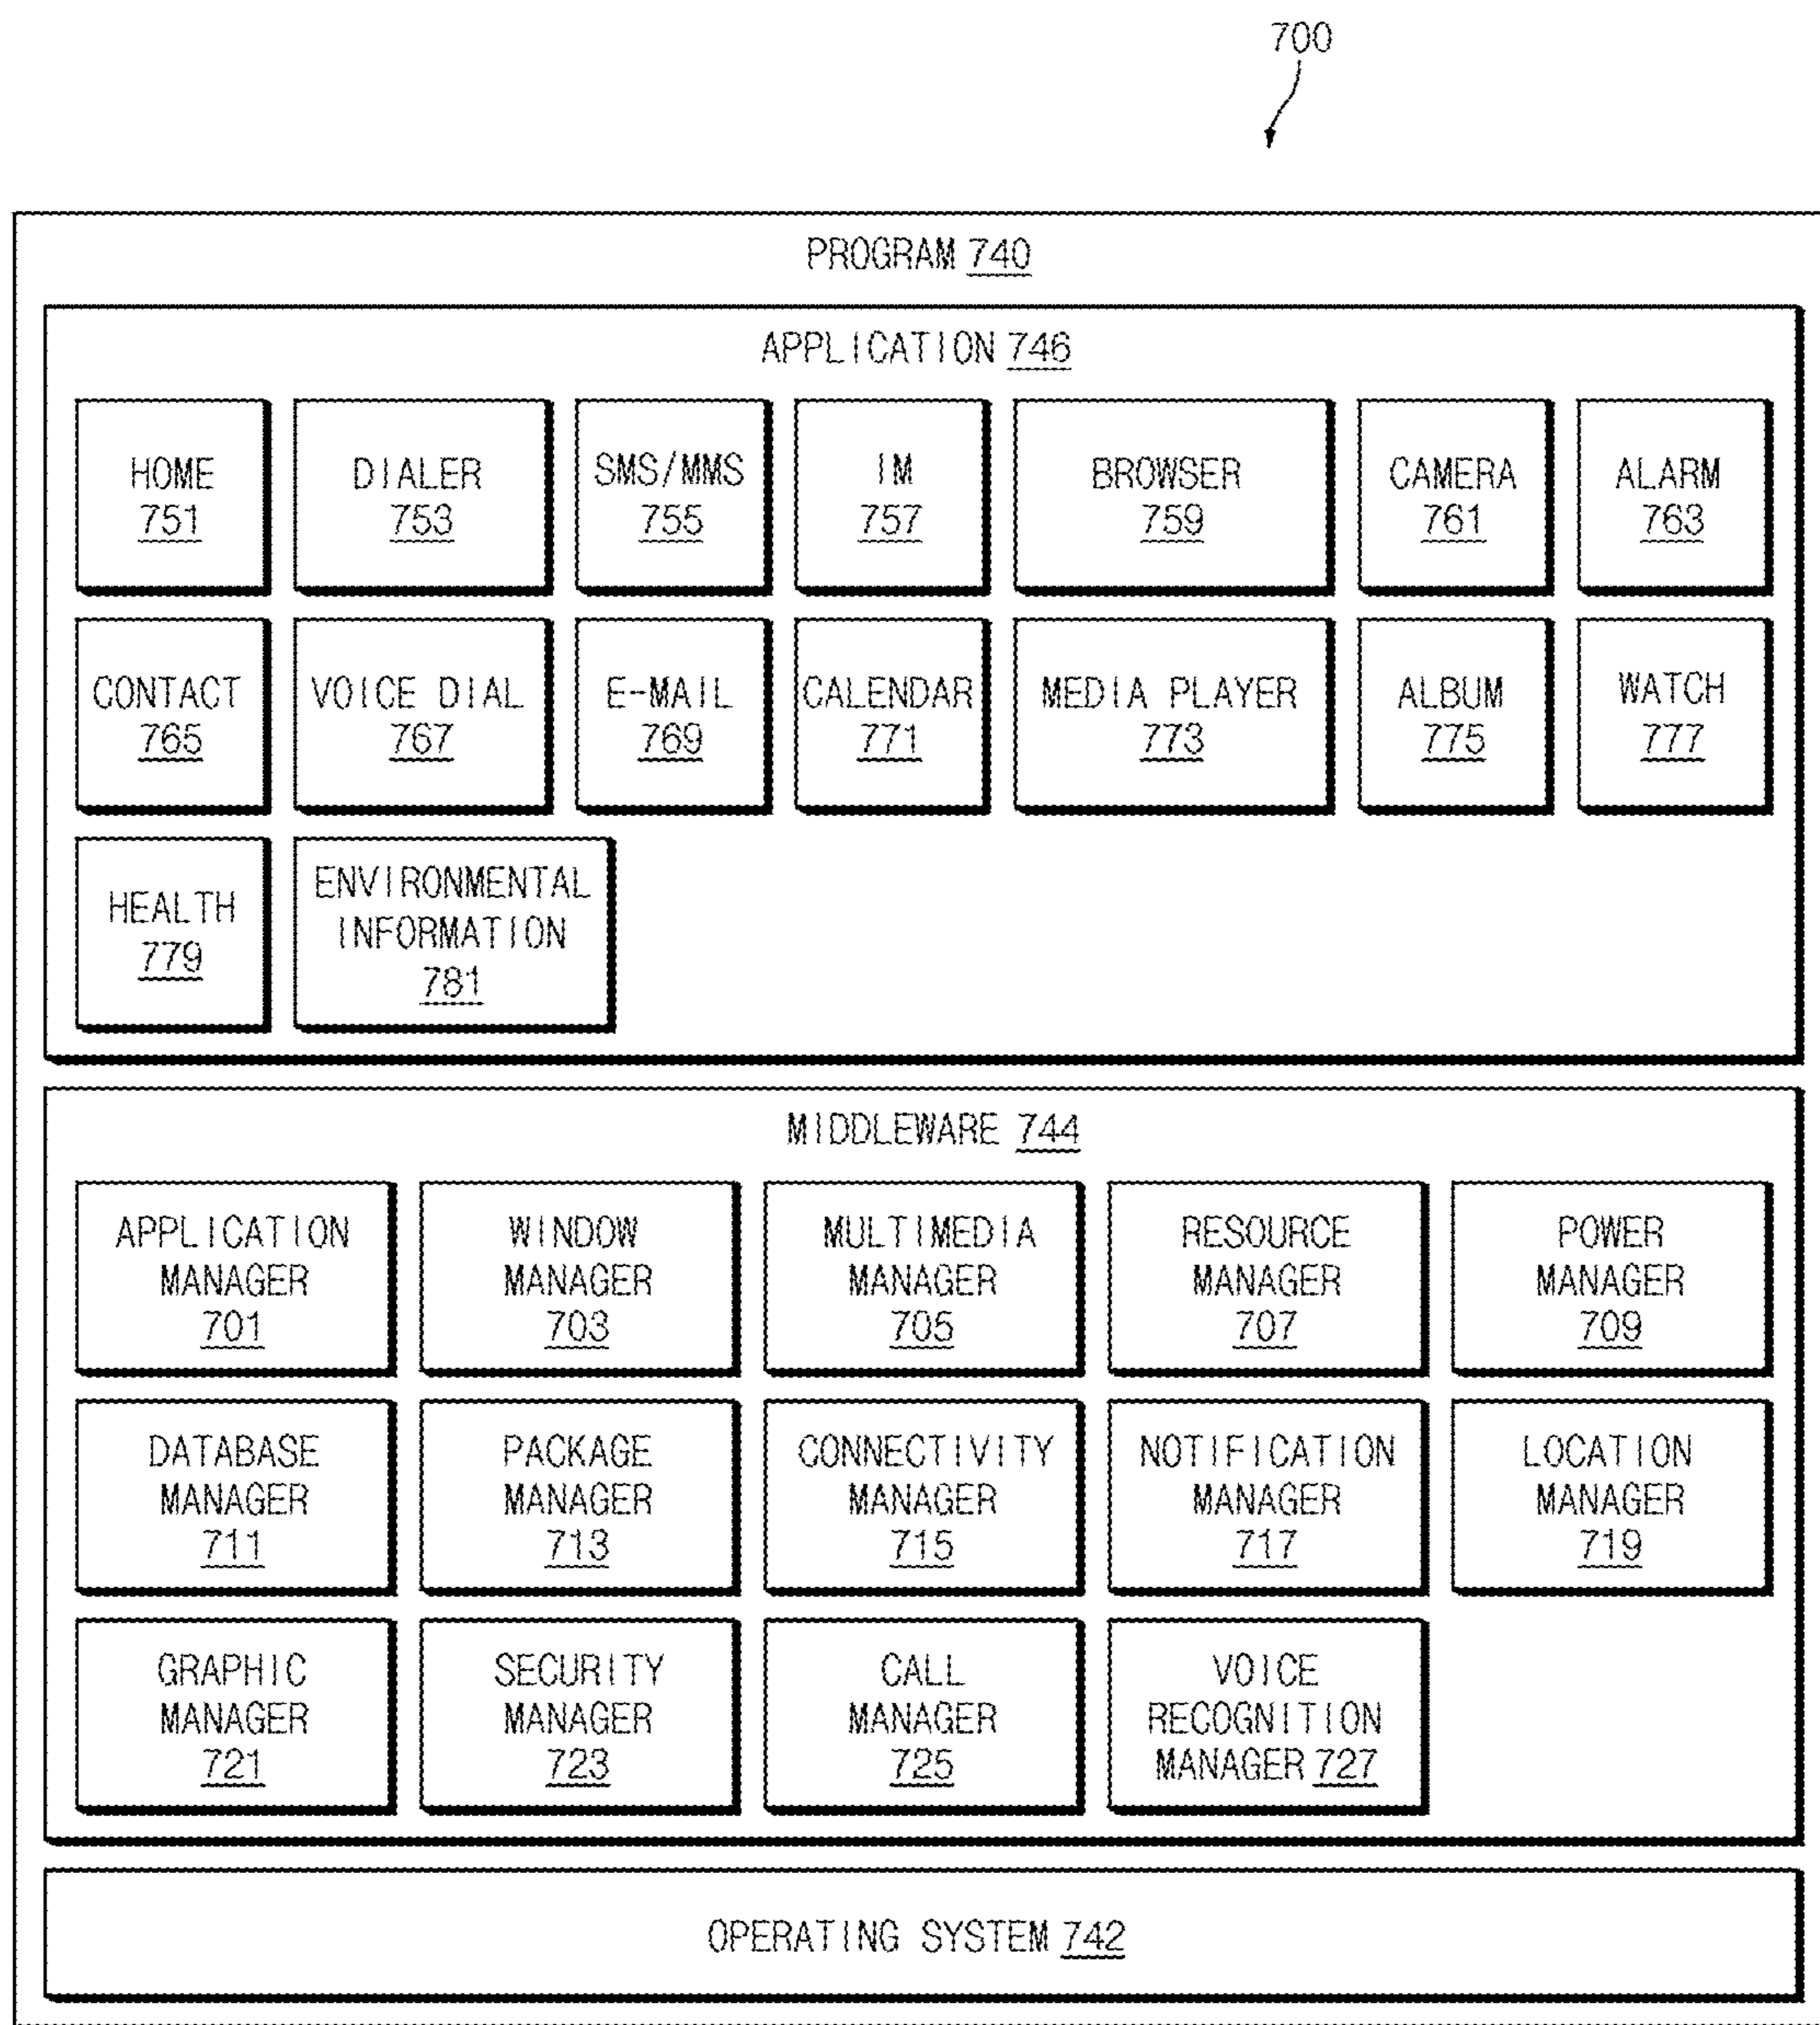 700
PROGRAM 740
APPLICATION 746
HOME
751
DIALER
753
SMS/MMS
755
IM
757
BROWSER
759
CAMERA
761
ALARM
763
CONTACT
765
VOICE DIAL
767
E-MAIL
769
CALENDAR
771
MEDIA PLAYER
773
ALBUM
775
WATCH
777
HEALTH
779
ENVIRONMENTAL
INFORMATION
781
MIDDLEWARE 744
APPLICATION
MANAGER
701
WINDOW
MANAGER
703
MULTIMEDIA
MANAGER
705
RESOURCE
MANAGER
707
POWER
MANAGER
709
DATABASE
MANAGER
711
PACKAGE
MANAGER
713
CONNECTIVITY
MANAGER
715
NOTIFICATION
MANAGER
717
LOCATION
MANAGER
719
GRAPHIC
MANAGER
721
SECURITY
MANAGER
723
CALL
MANAGER
725
VOICE
RECOGNITION
MANAGER 727
OPERATING SYSTEM 742